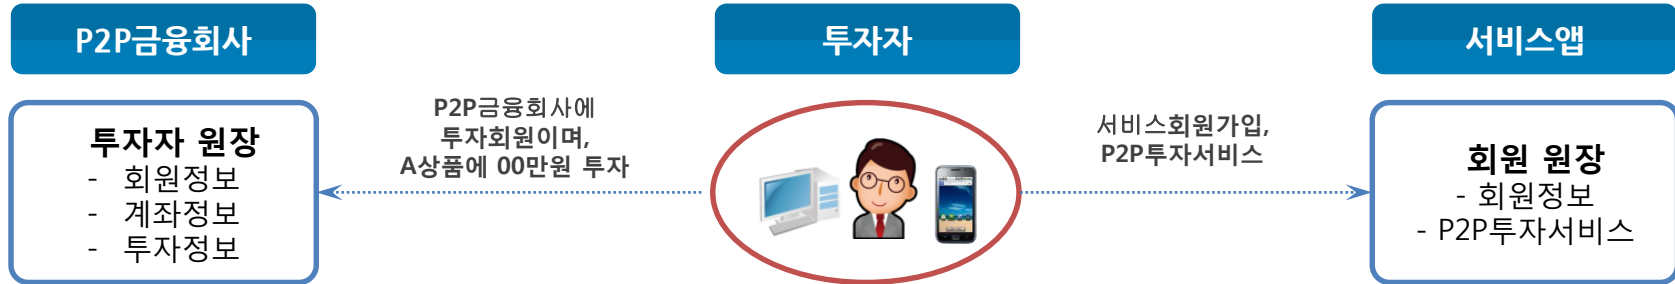 P2P금융회사
투자자
서비스앱
투자자 원장
- 회원정보
- 계좌정보
- 투자정보
P2P금융회사에
투자회원이며,
A상품에 00만원 투자
서비스회원가입,
P2P투자서비스
회원 원장
- 회원정보
- P2P투자서비스